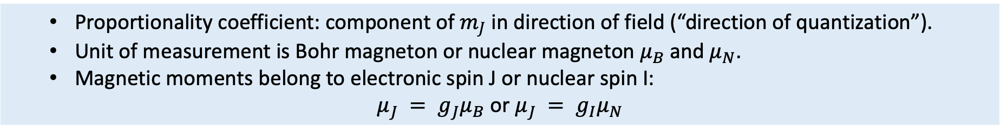 • Proportionality coefficient: component of $m_J$ in direction of field (“direction of quantization”).
• Unit of measurement is Bohr magneton or nuclear magneton $\mu_B$ and $\mu_N$.
• Magnetic moments belong to electronic spin J or nuclear spin I:
$\mu_J = g_J\mu_B$ or $\mu_J = g_I\mu_N$